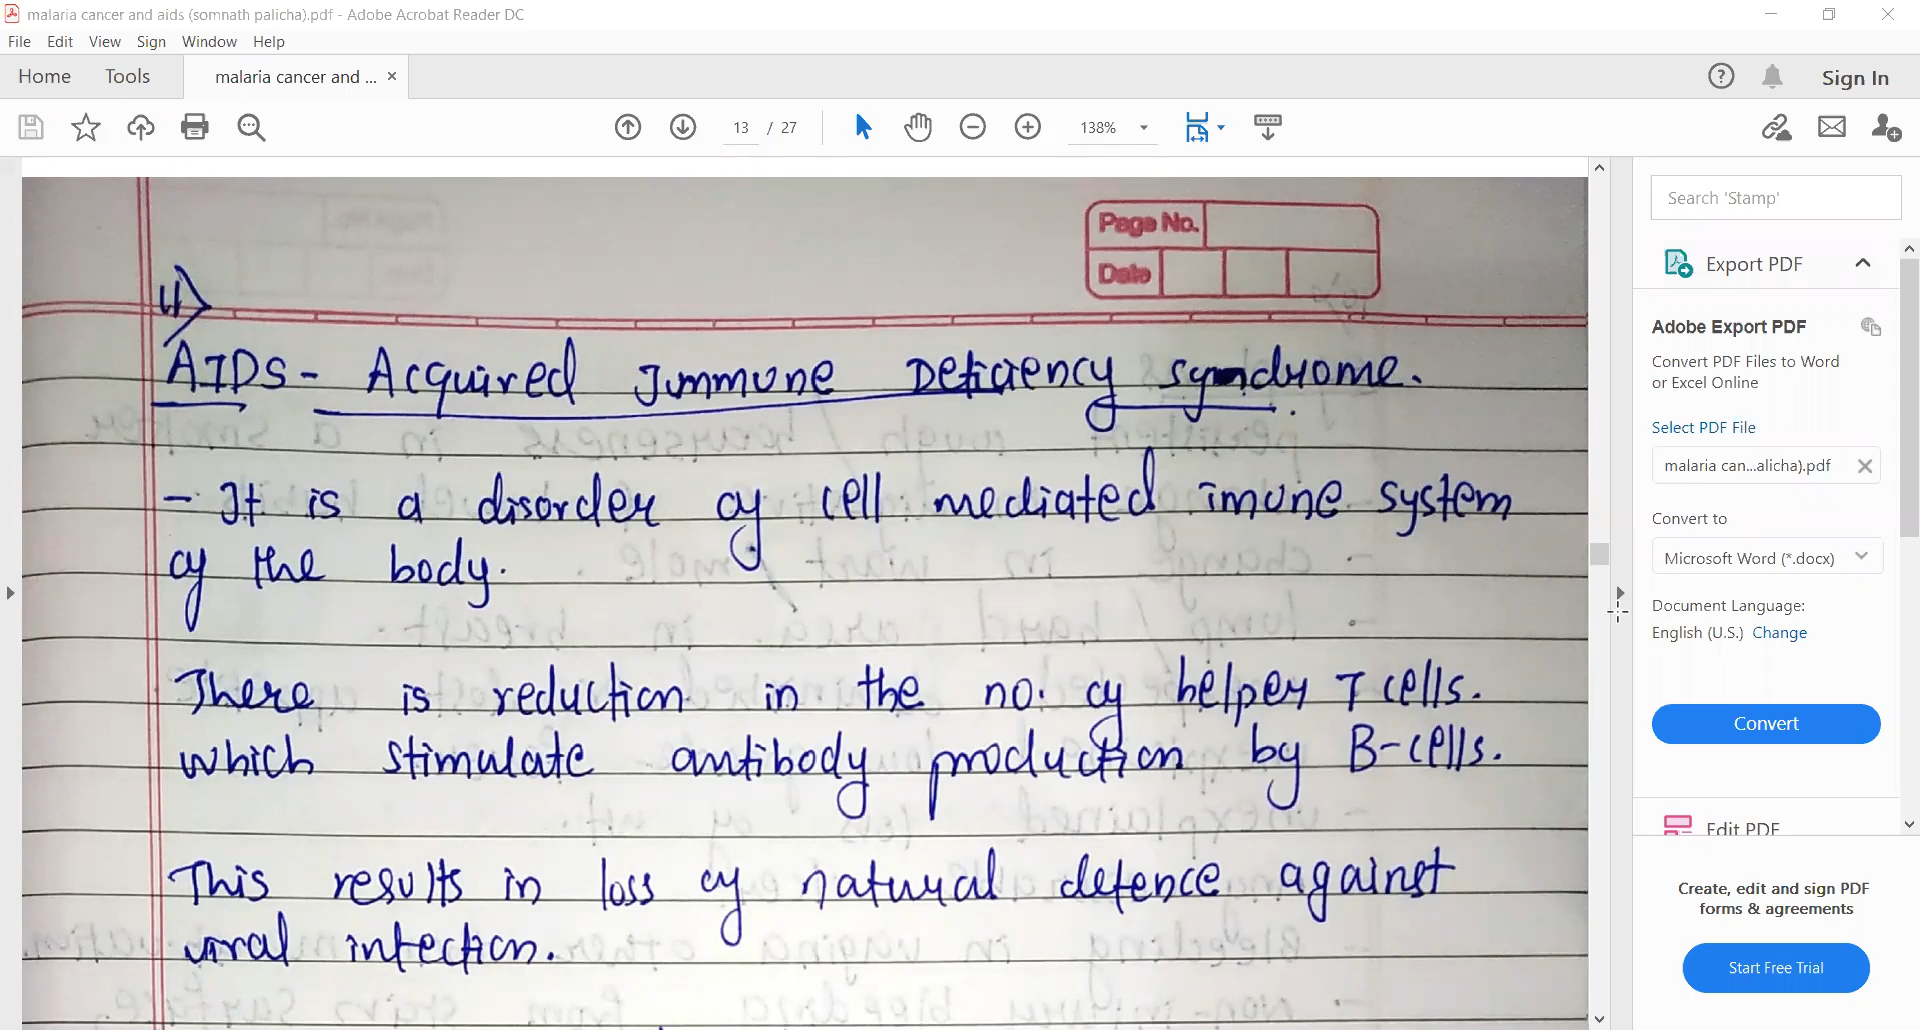 malaria cancer and aids (somnath palicha).pdf - Adobe Acrobat Reader DC
File Edit View Sign Window Help
Home Tools malaria cancer and ... × Sign In
13 / 27 138%
Page No.
Date
4)
AIDS - Acquired Immune Deficiency syndrome.
- It is a disorder of cell mediated imune system
of the body.
There is reduction in the no. of helper T cells.
which stimulate antibody production by B-cells.
This results in loss of natural defence against
viral infection.
Search 'Stamp'
Export PDF
Adobe Export PDF
Convert PDF Files to Word
or Excel Online
Select PDF File
malaria can...alicha).pdf
Convert to
Microsoft Word (*.docx)
Document Language:
English (U.S.) Change
Convert
Edit PDF
Create, edit and sign PDF
forms & agreements
Start Free Trial